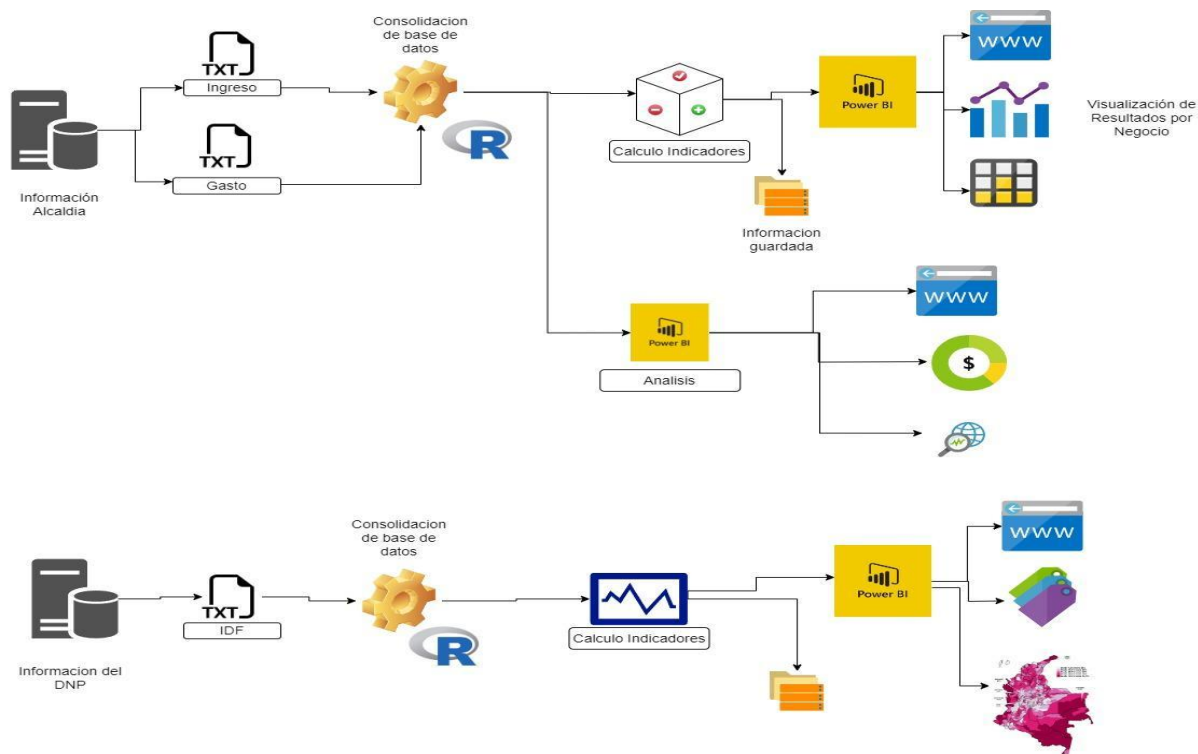 Consolidacion
de base de
datos
TXT
Ingreso
TXT
Gasto
Información
Alcaldia
R
Calculo Indicadores
Informacion
guardada
Power BI
WWW
Visualización de
Resultados por
Negocio
Power BI
Analisis
WWW
$
Informacion del
DNP
TXT
IDF
Consolidacion
de base de
datos
R
Calculo Indicadores
Power BI
WWW